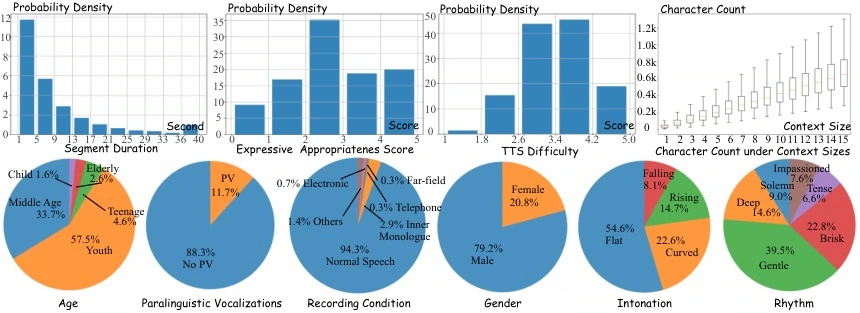 Probability Density
12
10
8
6
4
2
0
1 5 9 13 17 21 25 29 33 36 40
Second
Segment Duration
Probability Density
35
30
25
20
15
10
5
0
0 1 2 3 4 5
Score
Expressive Appropriatenes Score
Probability Density
50
40
30
20
10
0
1 1.8 2.6 3.4 4.2 5.0
Score
TTS Difficulty
Character Count
1.2k
1.0k
0.8k
0.6k
0.4k
0.2k
0
1 2 3 4 5 6 7 8 9 10 11 12 13 14 15
Context Size
Character Count under Context Sizes
Child 1.6%
Elderly
2.6%
Middle Age
33.7%
Teenage
4.6%
57.5%
Youth
Age
PV
11.7%
88.3%
No PV
Paralinguistic Vocalizations
0.7% Electronic
0.3% Far-field
0.3% Telephone
1.4% Others
2.9% Inner
Monologue
94.3%
Normal Speech
Recording Condition
Female
20.8%
79.2%
Male
Gender
Falling
8.1%
Rising
14.7%
54.6%
Flat
22.6%
Curved
Intonation
Impassioned
7.6%
Solemn
9.0%
Tense
6.6%
Deep
14.6%
22.8%
Brisk
39.5%
Gentle
Rhythm